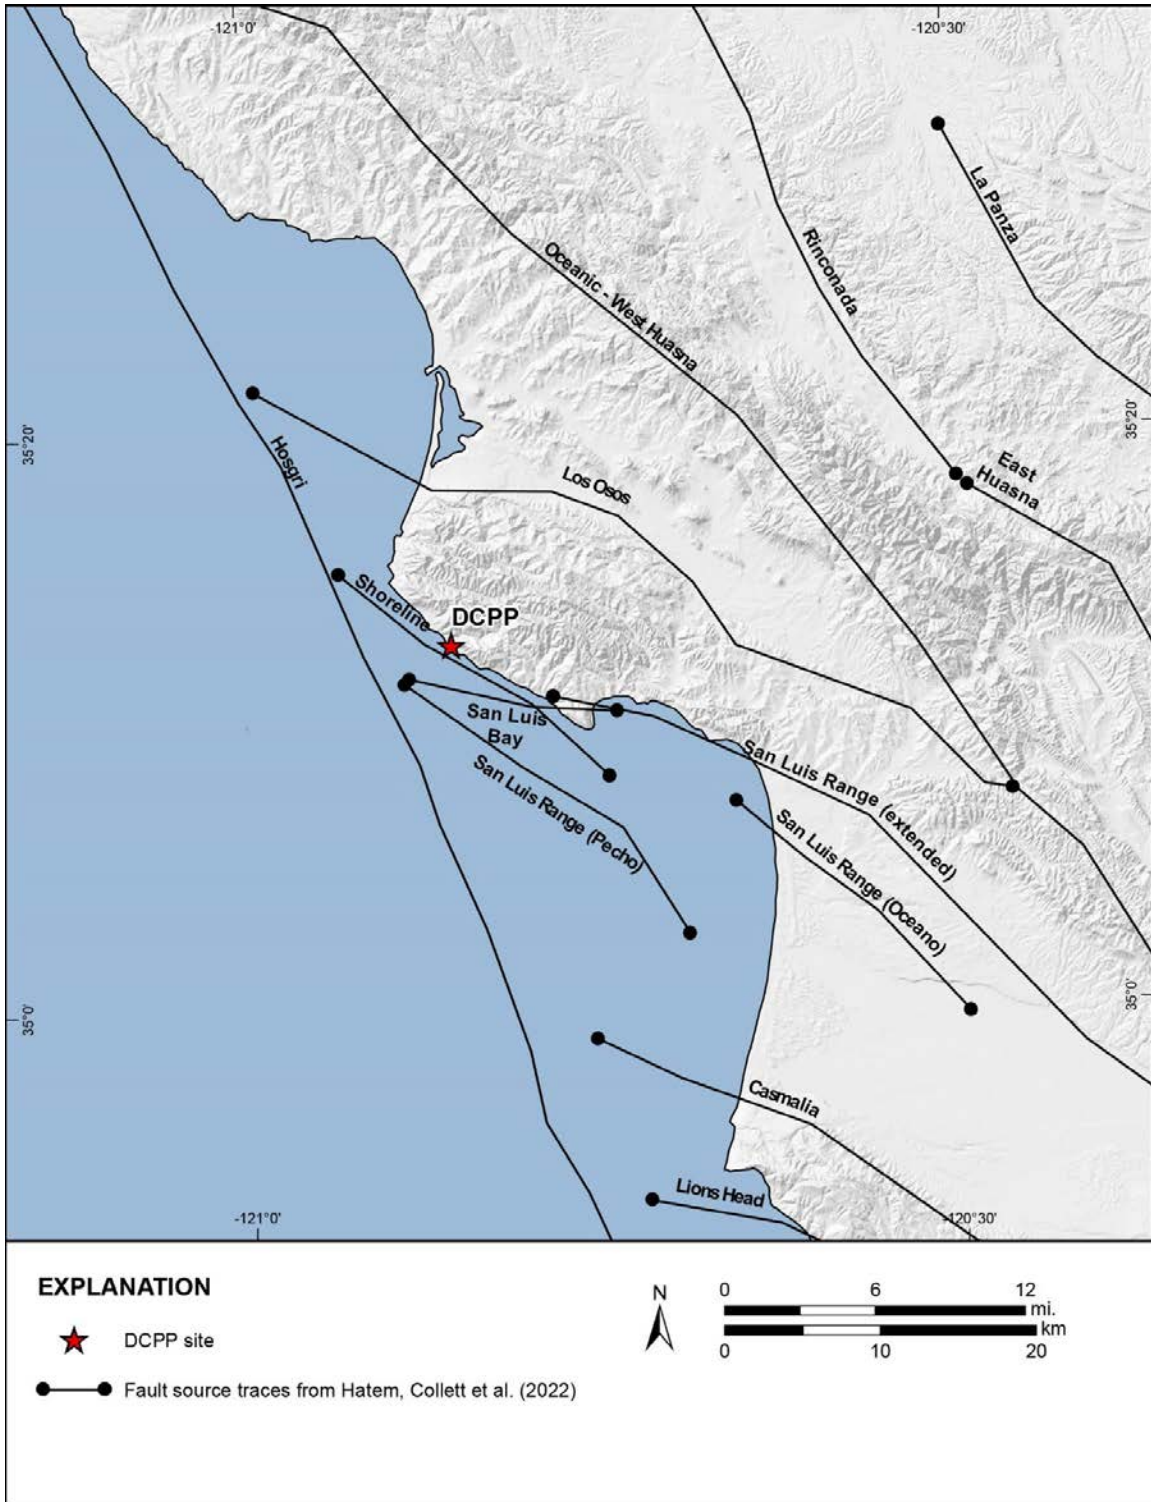 -121°0'
-120°30'
La Panza
Rinconada
Oceanic - West Huasna
35°20'
35°20'
Hosgri
East
Huasna
Los Osos
Shoreline
DCPP
San Luis
Bay
San Luis Range (Pecho)
San Luis Range (extended)
San Luis Range (Oceano)
35°0'
35°0'
Casmalia
Lions Head
-121°0'
-120°30'
EXPLANATION
DCPP site
Fault source traces from Hatem, Collett et al. (2022)
N
0 6 12
mi.
km
0 10 20